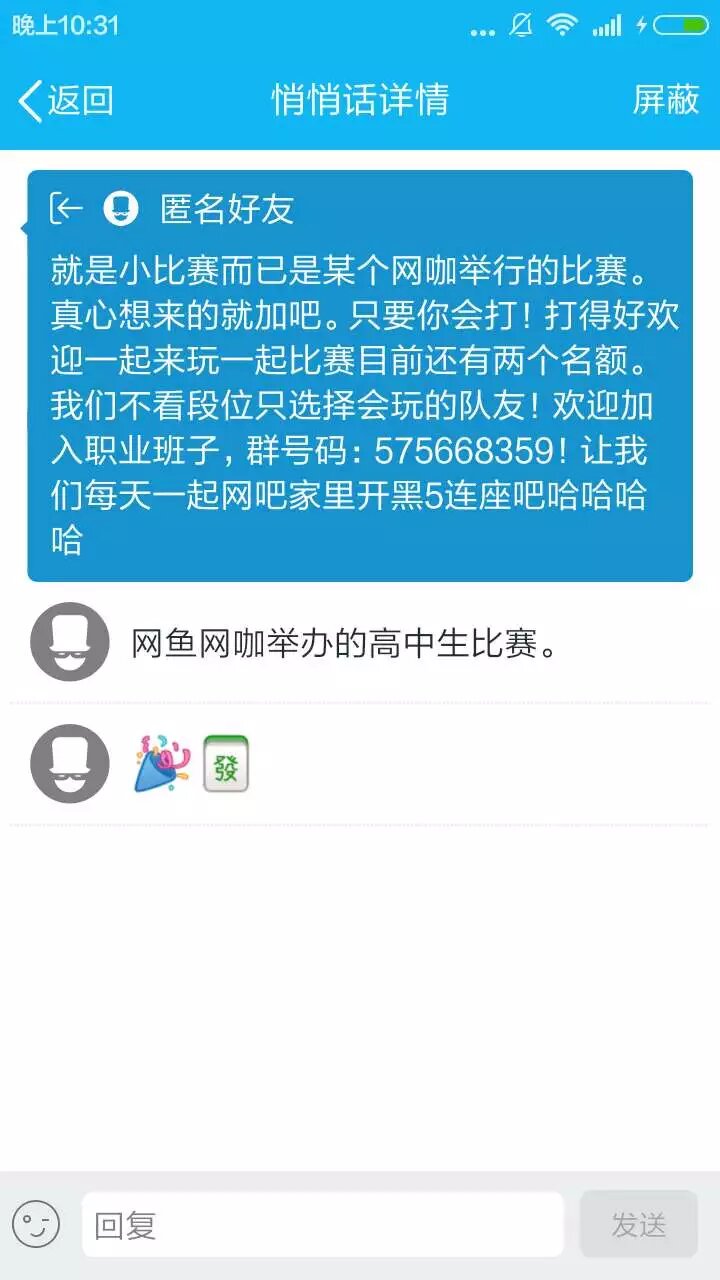 晚上10:31
返回 悄悄话详情 屏蔽
匿名好友
就是小比赛而已是某个网咖举行的比赛。
真心想来的就加吧。只要你会打！打得好欢
迎一起来玩一起比赛目前还有两个名额。
我们不看段位只选择会玩的队友！欢迎加
入职业班子，群号码：575668359！让我
们每天一起网吧家里开黑5连座吧哈哈哈
哈
网鱼网咖举办的高中生比赛。
發
回复 发送